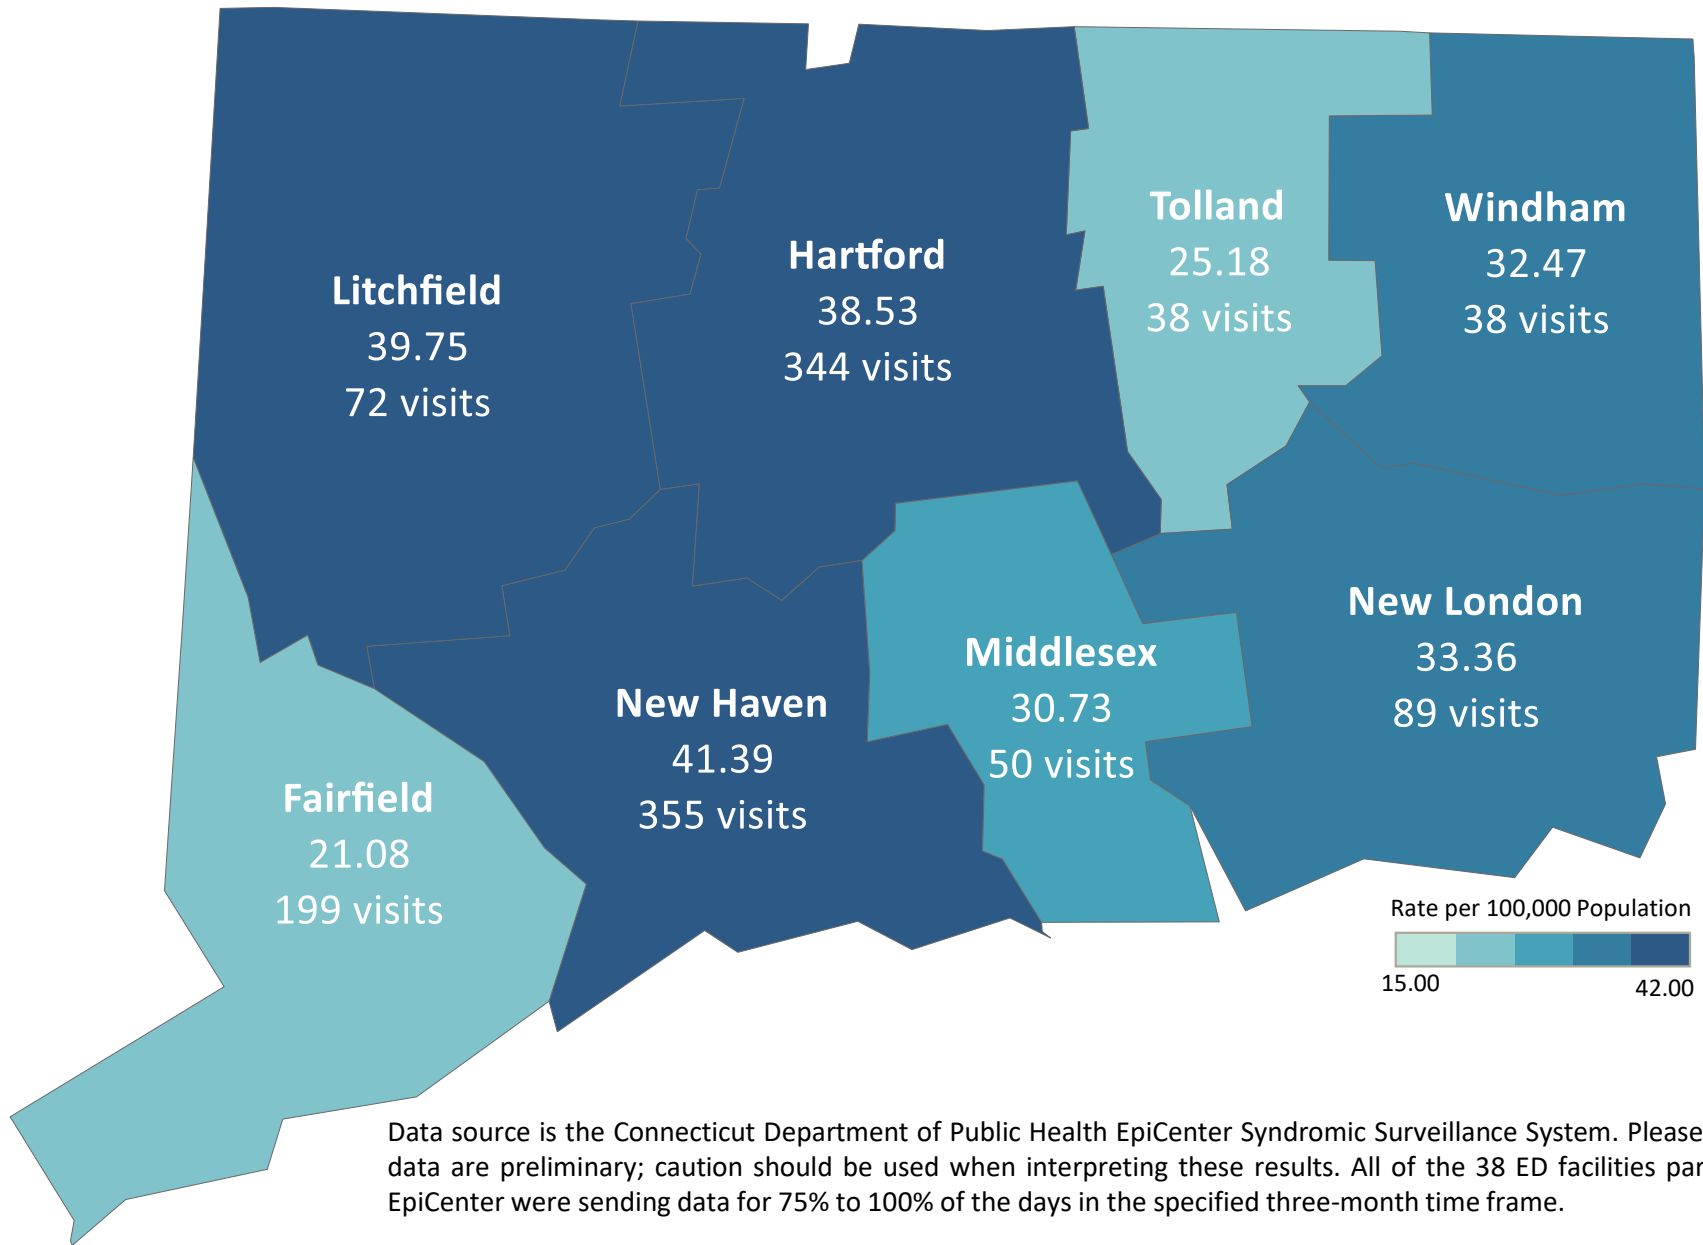 Tolland
25.18
38 visits
Windham
32.47
38 visits
Hartford
38.53
344 visits
Litchfield
39.75
72 visits
New London
33.36
89 visits
Middlesex
30.73
50 visits
New Haven
41.39
355 visits
Fairfield
21.08
199 visits
Rate per 100,000 Population
15.00
42.00
Data source is the Connecticut Department of Public Health EpiCenter Syndromic Surveillance System. Please
data are preliminary; caution should be used when interpreting these results. All of the 38 ED facilities par
EpiCenter were sending data for 75% to 100% of the days in the specified three-month time frame.